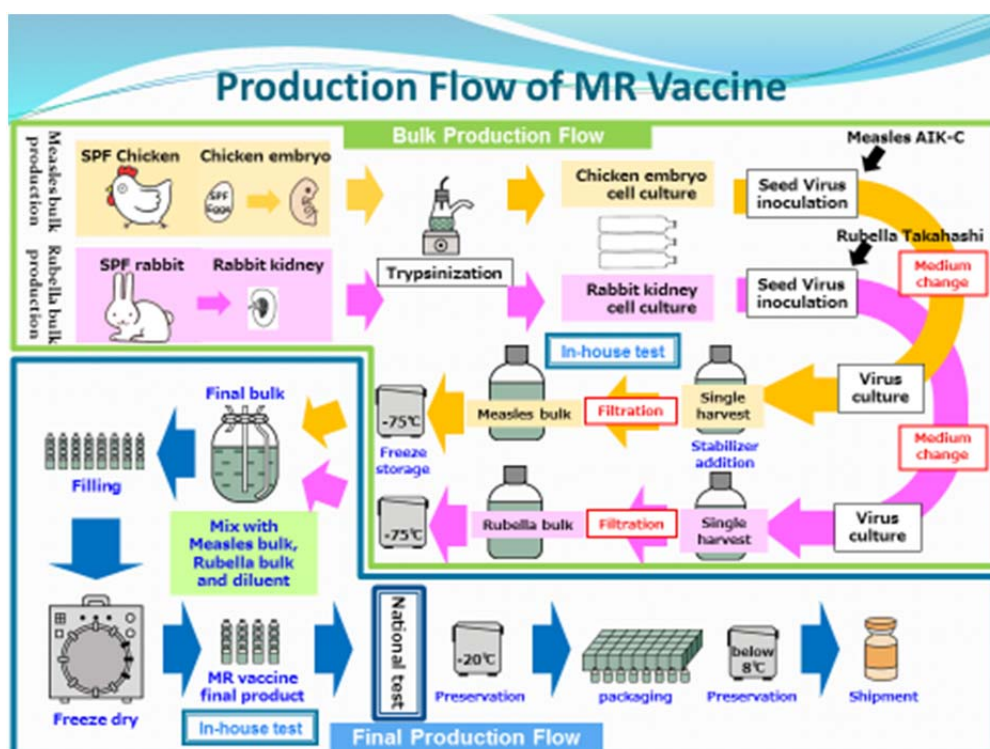 Production Flow of MR Vaccine
Bulk Production Flow
Measles bulk
production
SPF Chicken
Chicken embryo
SPF
Eggs
Rubella bulk
production
SPF rabbit
Rabbit kidney
Trypsinization
Chicken embryo
cell culture
Rabbit kidney
cell culture
Measles AIK-C
Seed Virus
inoculation
Rubella Takahashi
Seed Virus
inoculation
Medium
change
Medium
change
In-house test
Virus
culture
Single
harvest
Stabilizer
addition
Filtration
Measles bulk
-75℃
Freeze
storage
Virus
culture
Single
harvest
Filtration
Rubella bulk
-75℃
Final bulk
Mix with
Measles bulk,
Rubella bulk
and diluent
Filling
Freeze dry
MR vaccine
final product
In-house test
National test
-20℃
Preservation
packaging
below
8℃
Preservation
Shipment
Final Production Flow